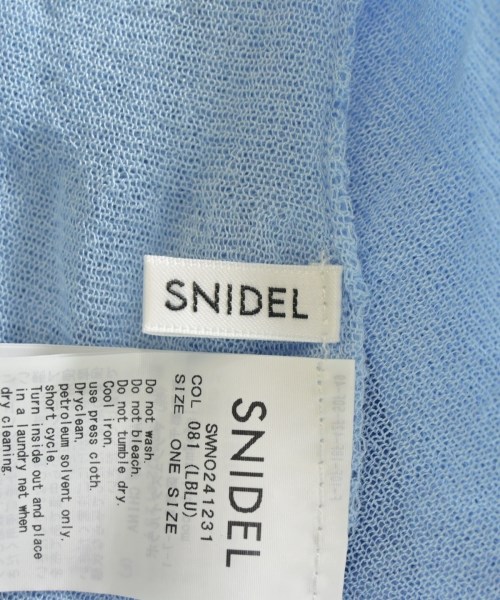 SNIDEL
SNIDEL
SWNO241231
COL 081 (LBLU)
SIZE ONE SIZE
Do not wash.
Do not bleach.
Do not tumble dry.
Cool iron.
use press cloth.
Dryclean.
petroleum solvent only.
short cycle.
Turn inside out and place
in a laundry net when
dry cleaning.